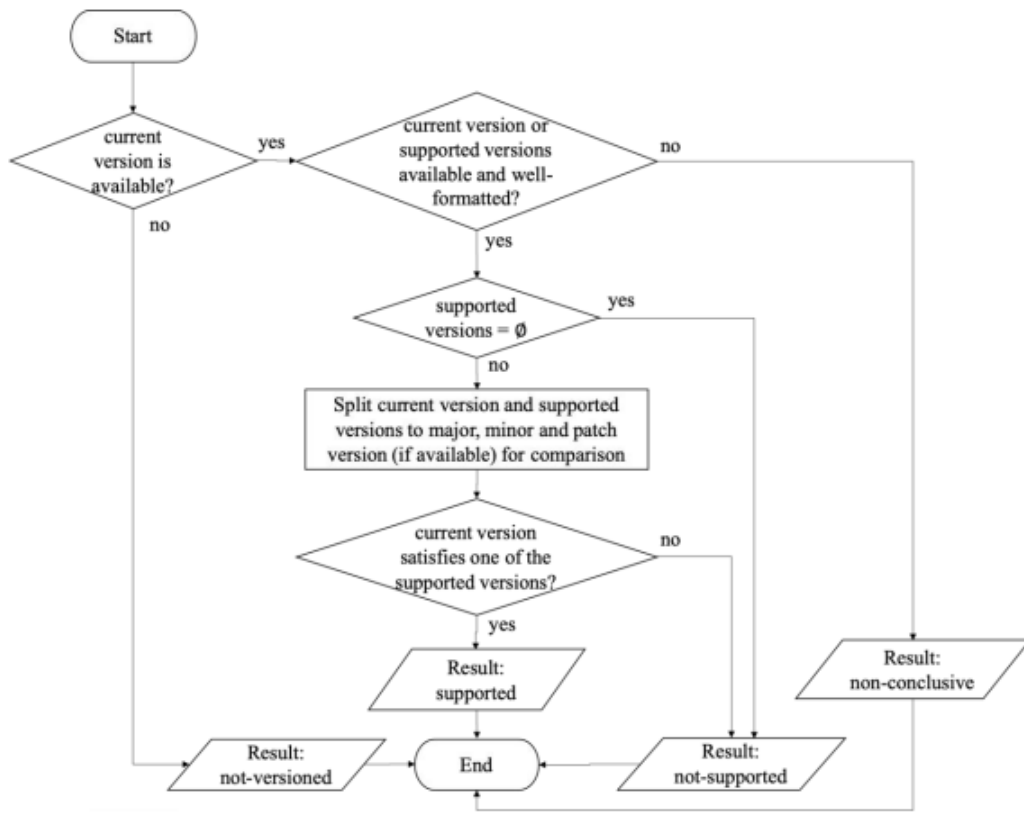 Start
current
version is
available?
yes
no
current version or
supported versions
available and well-
formatted?
no
yes
supported
versions = ∅
yes
no
Split current version and supported
versions to major, minor and patch
version (if available) for comparison
current version
satisfies one of the
supported versions?
no
yes
Result:
supported
Result:
non-conclusive
Result:
not-versioned
End
Result:
not-supported